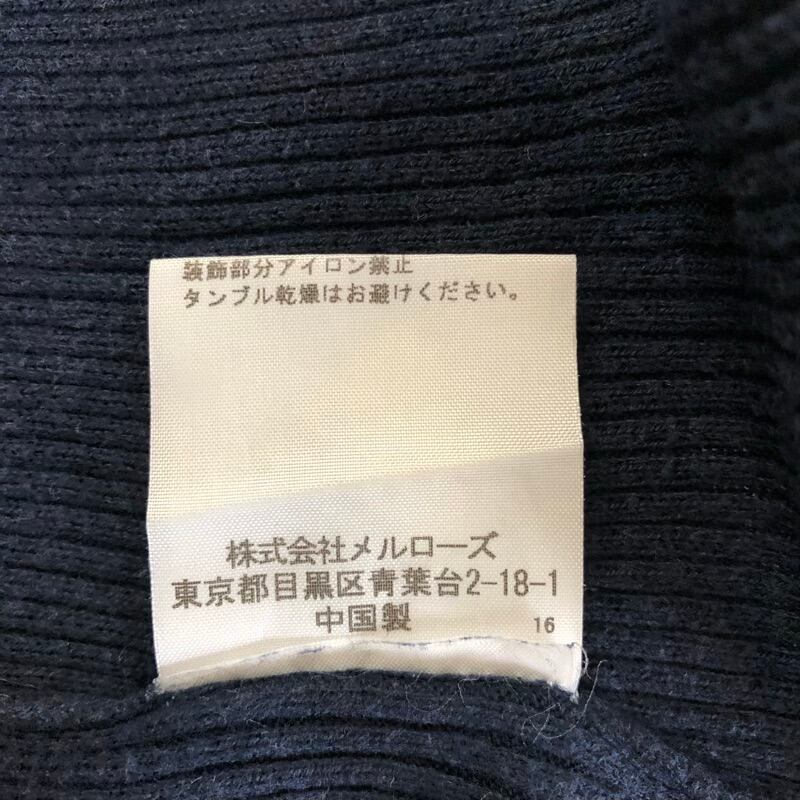 装飾部分アイロン禁止
タンブル乾燥はお避けください。
株式会社メルローズ
東京都目黒区青葉台2-18-1
中国製 16